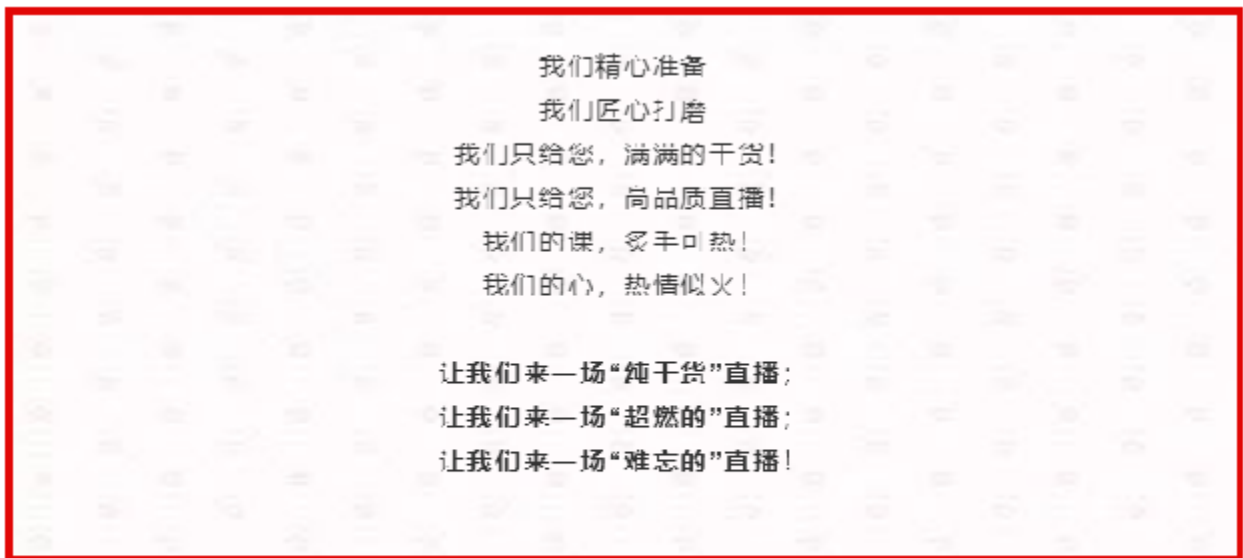 我们精心准备
我们匠心打磨
我们只给您，满满的干货！
我们只给您，尚品质直播！
我们的课，炙手可热！
我们的心，热情似火！
让我们来一场“纯干货”直播；
让我们来一场“超燃的”直播；
让我们来一场“难忘的”直播！